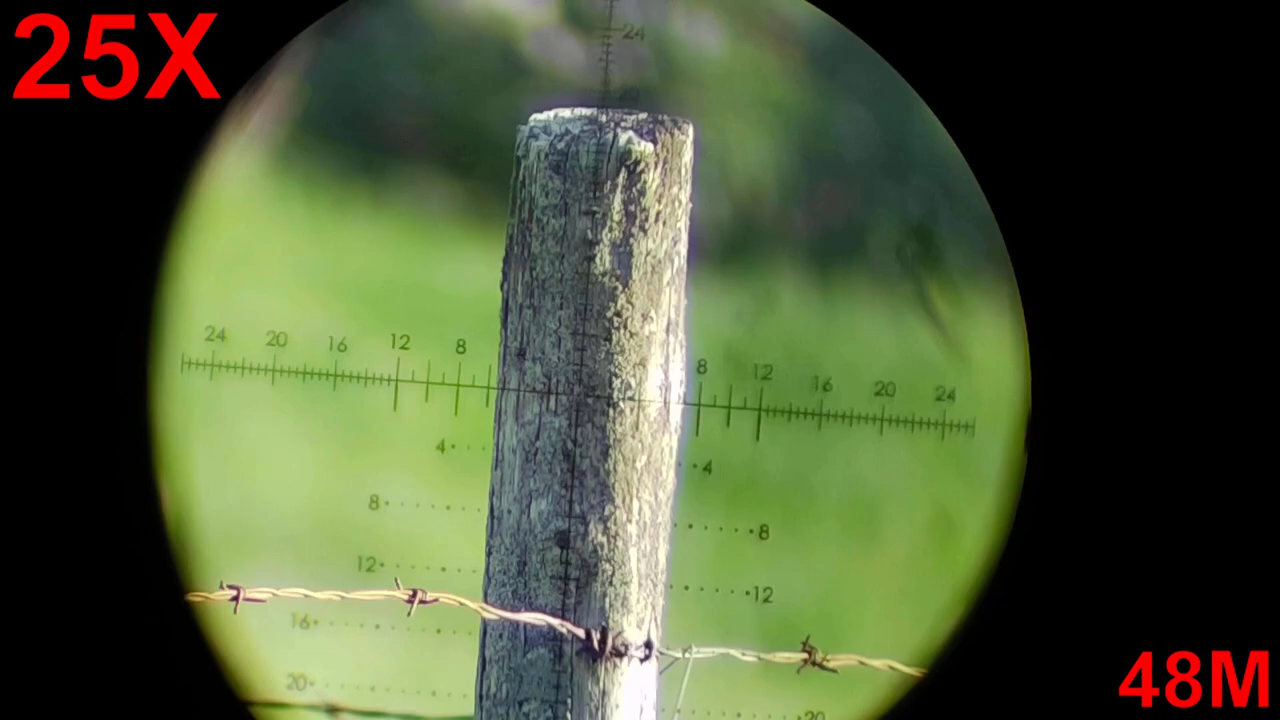 25X
24
24 20 16 12 8
8 12 16 20 24
4 4
8 8
12 12
16
20 20
48M